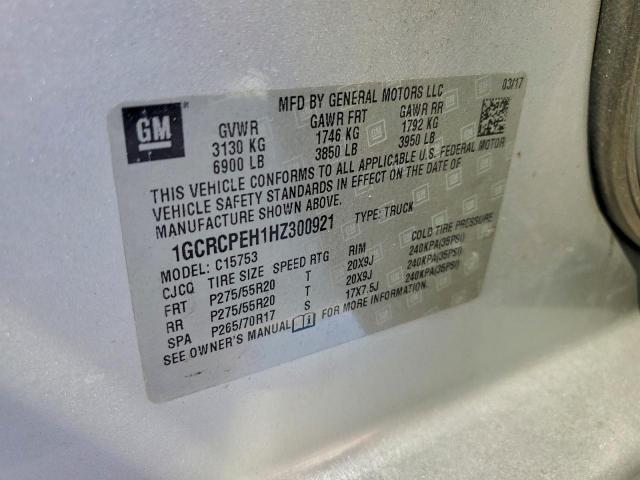 GM
MFD BY GENERAL MOTORS LLC 03/17
GVWR GAWR FRT GAWR RR
3130 KG 1746 KG 1792 KG
6900 LB 3850 LB 3950 LB
THIS VEHICLE CONFORMS TO ALL APPLICABLE U.S. FEDERAL MOTOR
VEHICLE SAFETY STANDARDS IN EFFECT ON THE DATE OF
MANUFACTURE SHOWN ABOVE.
1GCRCPEH1HZ300921 TYPE: TRUCK
MODEL: C15753
CJCQ TIRE SIZE SPEED RTG RIM COLD TIRE PRESSURE
FRT P275/55R20 T 20X9J 240KPA(35PSI)
RR P275/55R20 T 20X9J 240KPA(35PSI)
SPA P265/70R17 S 17X7.5J 240KPA(35PSI)
SEE OWNER'S MANUAL FOR MORE INFORMATION.